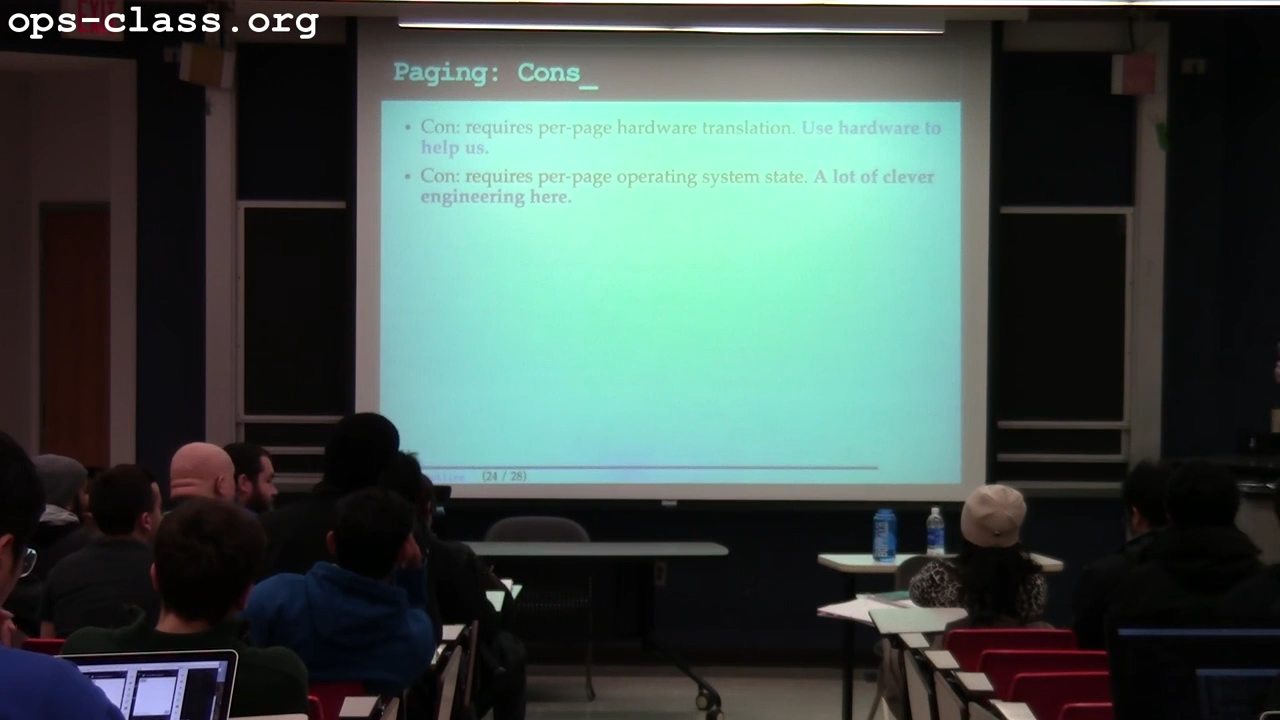 ops-class.org
EXIT
Paging: Cons_
• Con: requires per-page hardware translation. Use hardware to
help us.
• Con: requires per-page operating system state. A lot of clever
engineering here.
(24 / 28)